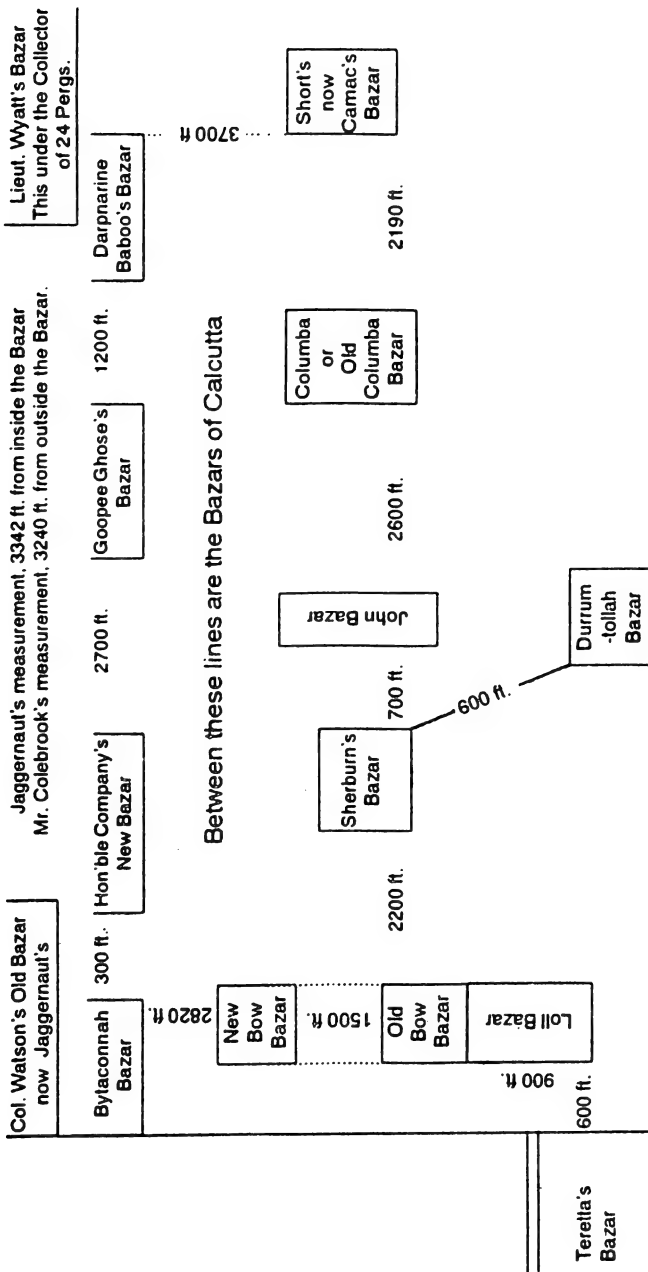 Col. Watson's Old Bazar
now Jaggernaut's
Jaggernaut's measurement, 3342 ft. from inside the Bazar
Mr. Colebrook's measurement, 3240 ft. from outside the Bazar.
Lieut. Wyatt's Bazar
This under the Collector
of 24 Pergs.
Bytaconnah
Bazar
300 ft.
Hon'ble Company's
New Bazar
2700 ft.
Goopee Ghose's
Bazar
1200 ft.
Darpnarine
Baboo's Bazar
2820 ft.
3700 ft
Between these lines are the Bazars of Calcutta
New
Bow
Bazar
1500 ft.
Old
Bow
Bazar
Loll Bazar
900 ft.
600 ft.
2200 ft.
Sherburn's
Bazar
700 ft.
John Bazar
2600 ft.
Columba
or
Old
Columba
Bazar
2190 ft.
Short's
now
Camac's
Bazar
600 ft.
Durrum
-tollah
Bazar
Teretta's
Bazar